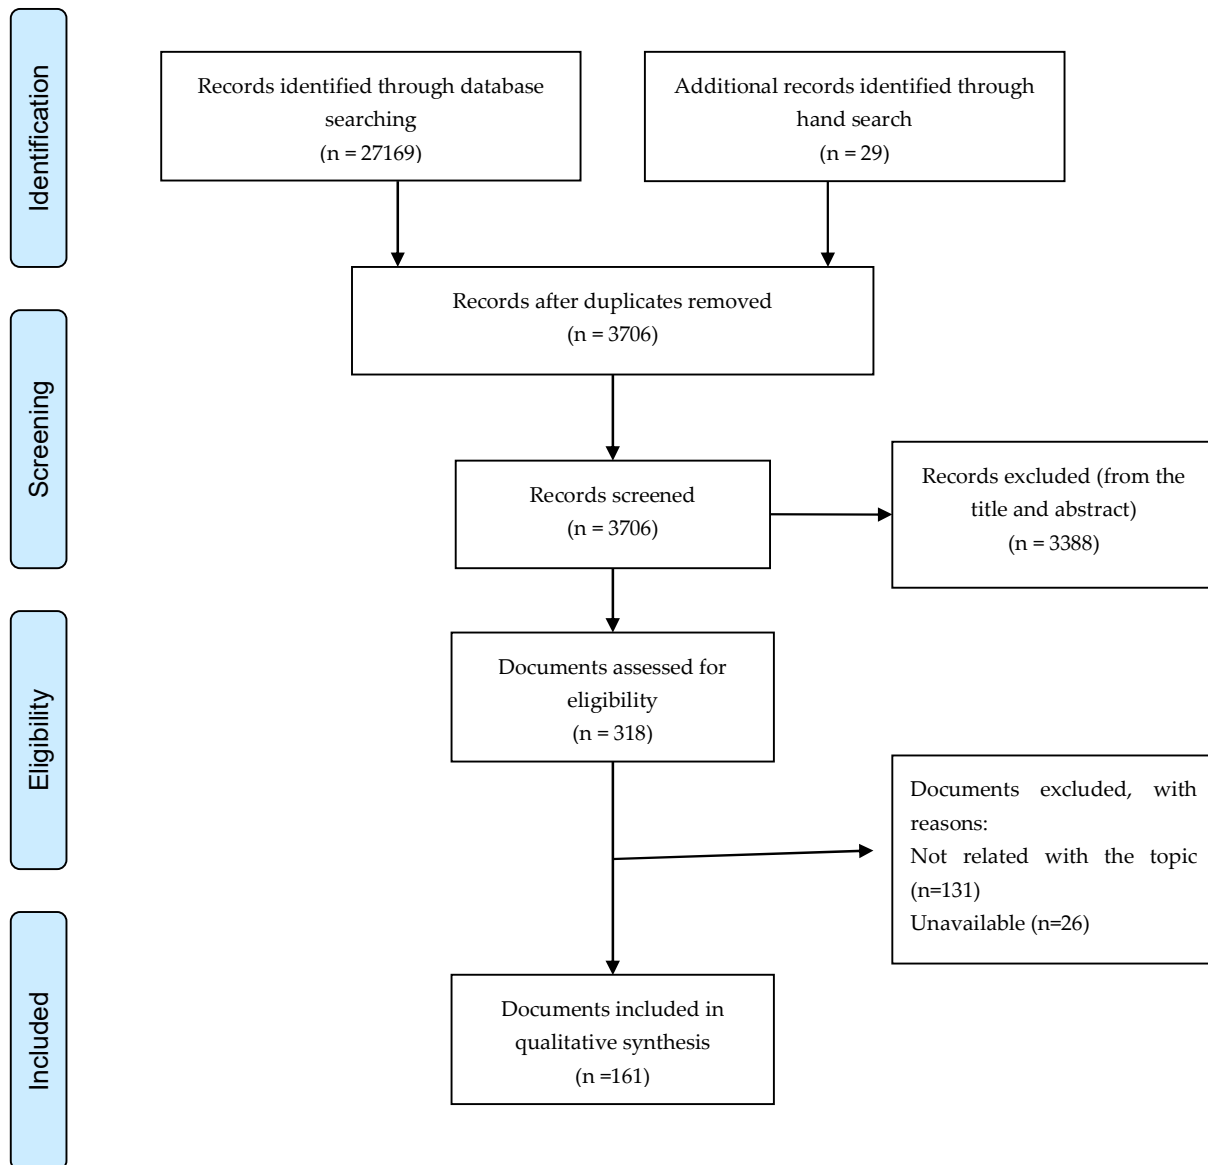 Identification
Records identified through database
searching
(n = 27169)
Additional records identified through
hand search
(n = 29)
Records after duplicates removed
(n = 3706)
Screening
Records screened
(n = 3706)
Records excluded (from the
title and abstract)
(n = 3388)
Eligibility
Documents assessed for
eligibility
(n = 318)
Documents excluded, with
reasons:
Not related with the topic
(n=131)
Unavailable (n=26)
Included
Documents included in
qualitative synthesis
(n =161)